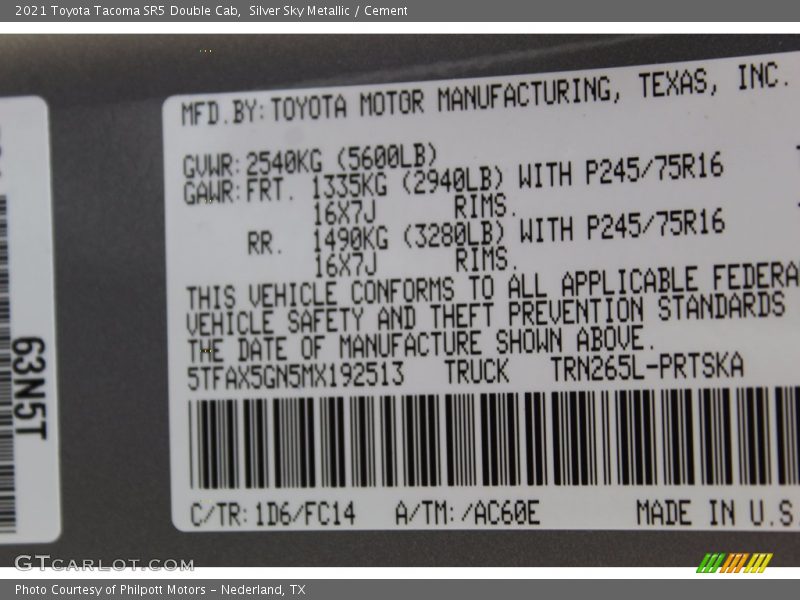 2021 Toyota Tacoma SR5 Double Cab,  Silver Sky Metallic / Cement
MFD.BY:TOYOTA MOTOR MANUFACTURING, TEXAS, INC.
GVWR:2540KG (5600LB)
GAWR:FRT. 1335KG (2940LB) WITH P245/75R16
16X7J RIMS.
RR. 1490KG (3280LB) WITH P245/75R16
16X7J RIMS.
THIS VEHICLE CONFORMS TO ALL APPLICABLE FEDERA
VEHICLE SAFETY AND THEFT PREVENTION STANDARDS
THE DATE OF MANUFACTURE SHOWN ABOVE.
5TFAX5GN5MX192513 TRUCK TRN265L-PRTSKA
C/TR:1D6/FC14 A/TM:/AC60E MADE IN U.S
63N5T
GTCARLOT.COM
Photo Courtesy of Philpott Motors - Nederland, TX